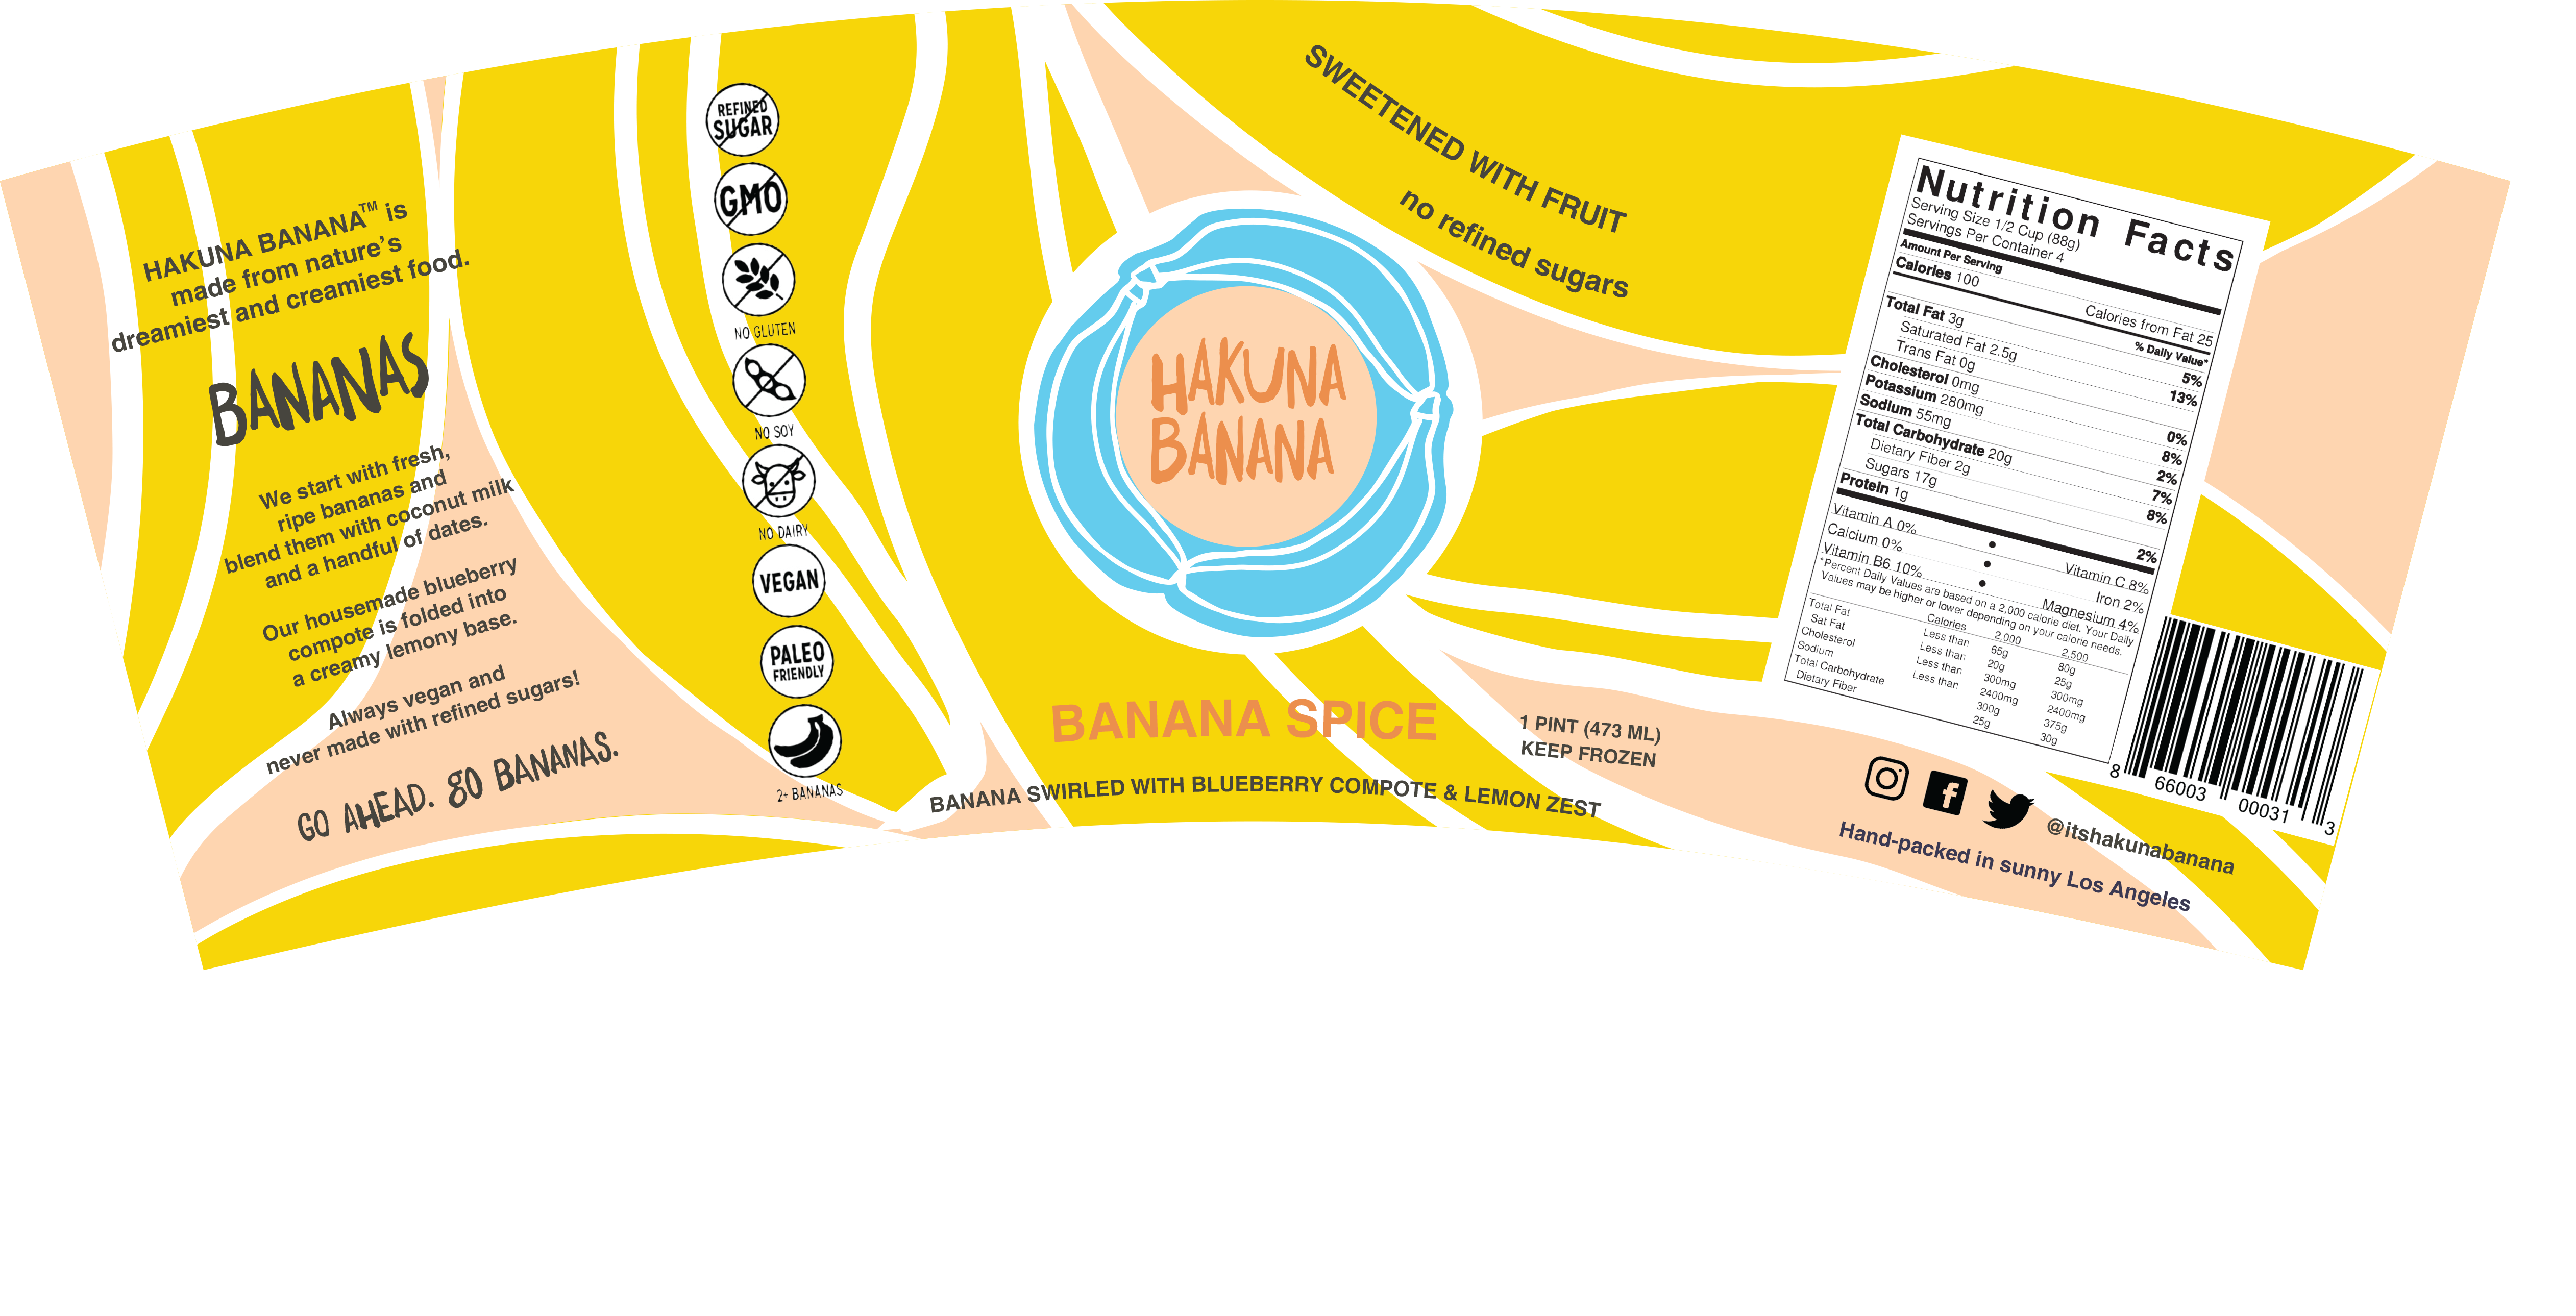 HAKUNA BANANA™ is
made from nature's
dreamiest and creamiest food.
BANANAS
We start with fresh,
ripe bananas and
blend them with coconut milk
and a handful of dates.
Our housemade blueberry
compote is folded into
a creamy lemony base.
Always vegan and
never made with refined sugars!
GO AHEAD. go BANANAS.
REFINED
SUGAR
GMO
NO GLUTEN
NO SOY
NO DAIRY
VEGAN
PALEO
FRIENDLY
2+ BANANAS
HAKUNA
BANANA
BANANA SPICE
BANANA SWIRLED WITH BLUEBERRY COMPOTE & LEMON ZEST
SWEETENED WITH FRUIT
no refined sugars
1 PINT (473 ML)
KEEP FROZEN
Nutrition Facts
Serving Size 1/2 Cup (88g)
Servings Per Container 4
Amount Per Serving
Calories 100 Calories from Fat 25
% Daily Value*
Total Fat 3g 5%
Saturated Fat 2.5g 13%
Trans Fat 0g
Cholesterol 0mg 0%
Potassium 280mg 8%
Sodium 55mg 2%
Total Carbohydrate 20g 7%
Dietary Fiber 2g 8%
Sugars 17g
Protein 1g 2%
Vitamin A 0% • Vitamin C 8%
Calcium 0% • Iron 2%
Vitamin B6 10% • Magnesium 4%
*Percent Daily Values are based on a 2,000 calorie diet. Your Daily
Values may be higher or lower depending on your calorie needs.
Calories 2,000 2,500
Total Fat Less than 65g 80g
Sat Fat Less than 20g 25g
Cholesterol Less than 300mg 300mg
Sodium Less than 2400mg 2400mg
Total Carbohydrate 300g 375g
Dietary Fiber 25g 30g
8 66003 00031 3
@itshakunabanana
Hand-packed in sunny Los Angeles